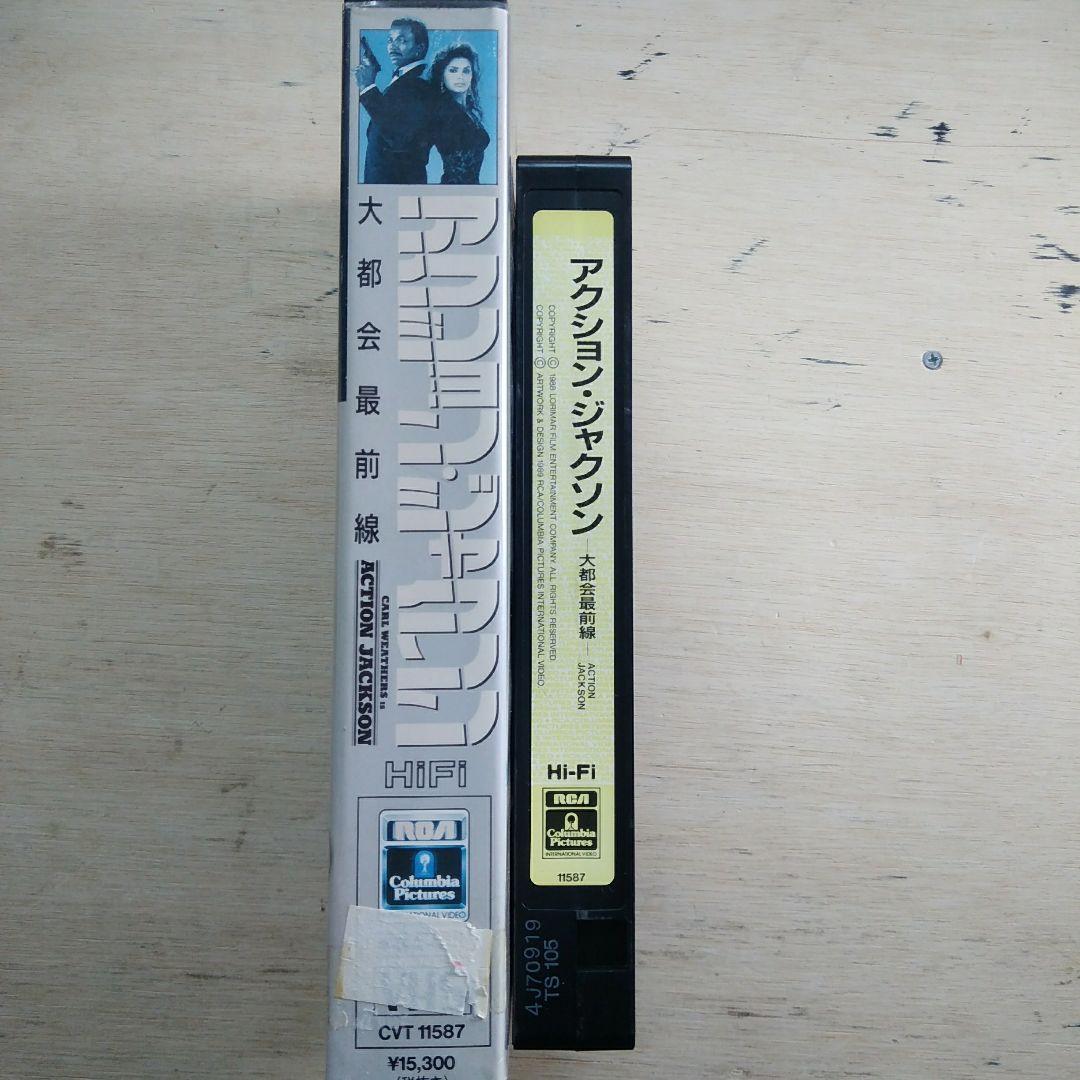 アクション・ジャクソン
大都会最前線
CARL WEATHERS IS
ACTION JACKSON
HiFi
RCA
Columbia
Pictures
NAL VIDEO
CVT 11587
¥15,300
アクション・ジャクソン
—大都会最前線—
ACTION
JACKSON
COPYRIGHT © 1988 LORIMAR FILM ENTERTAINMENT COMPANY. ALL RIGHTS RESERVED.
COPYRIGHT © ARTWORK & DESIGN 1989 RCA/COLUMBIA PICTURES INTERNATIONAL VIDEO.
Hi-Fi
RCA
Columbia
Pictures
INTERNATIONAL VIDEO
11587
4J70919
TS 105